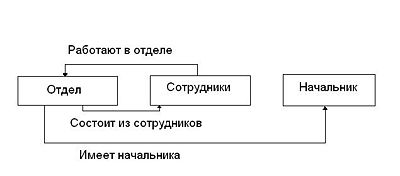 Работают в отделе
Отдел
Сотрудники
Начальник
Состоит из сотрудников
Имеет начальника